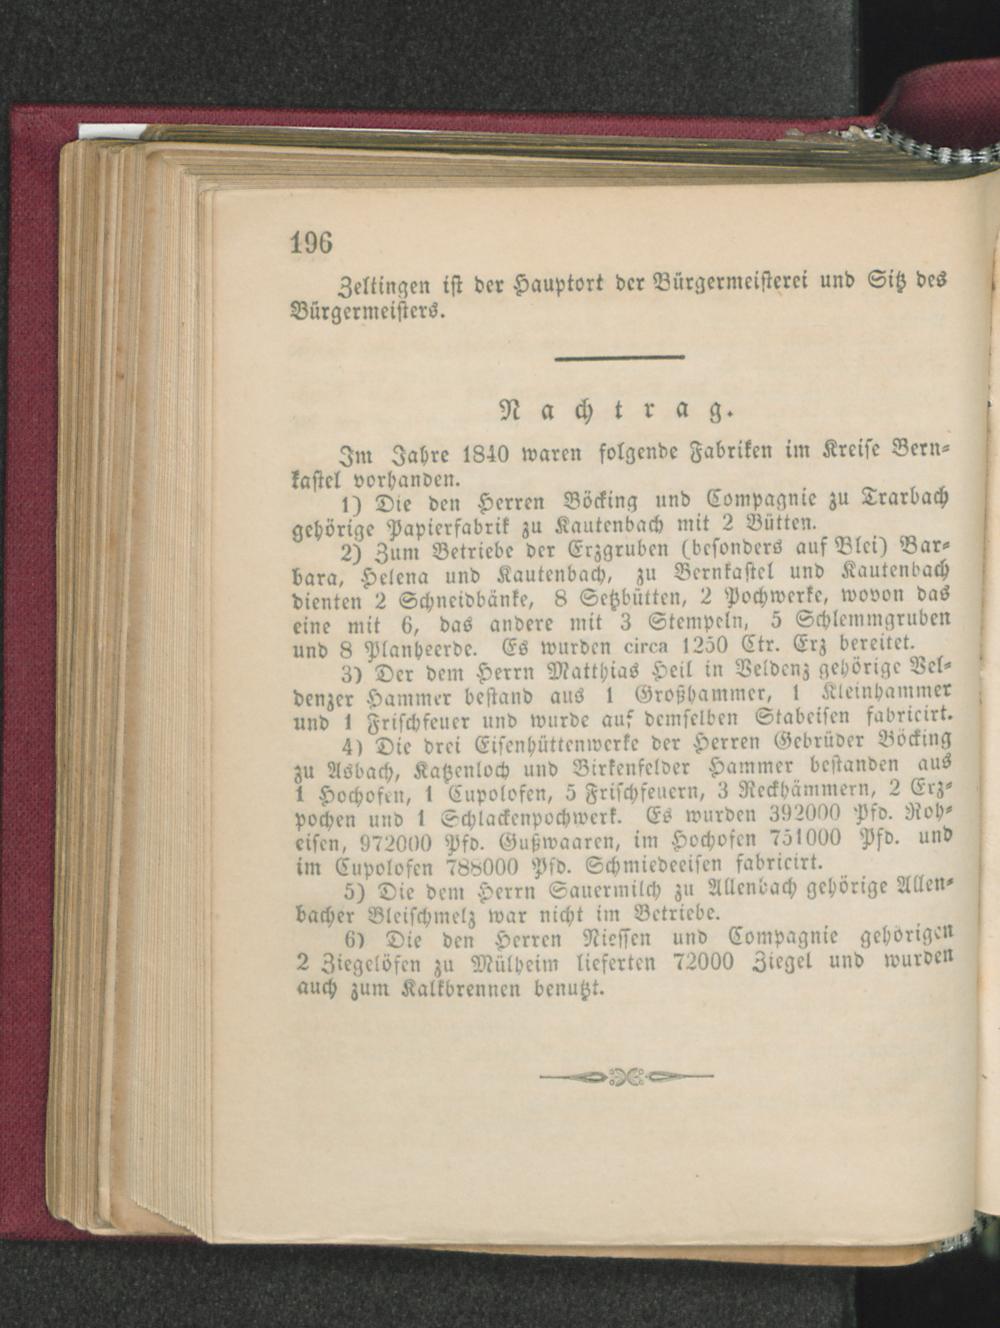 196
Zeltingen ist der Hauptort der Bürgermeisterei und Sitz des
Bürgermeisters.
Nachtrag.
Im Jahre 1840 waren folgende Fabriken im Kreise Bern-
kastel vorhanden.
1) Die den Herren Böcking und Compagnie zu Trarbach
gehörige Papierfabrik zu Kautenbach mit 2 Bütten.
2) Zum Betriebe der Erzgruben (besonders auf Blei) Bar-
bara, Helena und Kautenbach, zu Bernkastel und Kautenbach
dienten 2 Schneidbänke, 8 Setzbütten, 2 Pochwerke, wovon das
eine mit 6, das andere mit 3 Stempeln, 5 Schlemmgruben
und 8 Planheerde. Es wurden circa 1250 Ctr. Erz bereitet.
3) Der dem Herrn Matthias Heil in Veldenz gehörige Vel-
denzer Hammer bestand aus 1 Großhammer, 1 Kleinhammer
und 1 Frischfeuer und wurde auf demselben Stabeisen fabricirt.
4) Die drei Eisenhüttenwerke der Herren Gebrüder Böcking
zu Asbach, Katzenloch und Birkenfelder Hammer bestanden aus
1 Hochofen, 1 Cupolofen, 5 Frischfeuern, 3 Reckhämmern, 2 Erz-
pochen und 1 Schlackenpochwerk. Es wurden 392000 Pfd. Roh-
eisen, 972000 Pfd. Gußwaaren, im Hochofen 751000 Pfd. und
im Cupolofen 788000 Pfd. Schmiedeeisen fabricirt.
5) Die dem Herrn Sauermilch zu Allenbach gehörige Allen-
bacher Bleischmelz war nicht im Betriebe.
6) Die den Herren Niessen und Compagnie gehörigen
2 Ziegelöfen zu Mülheim lieferten 72000 Ziegel und wurden
auch zum Kalkbrennen benutzt.